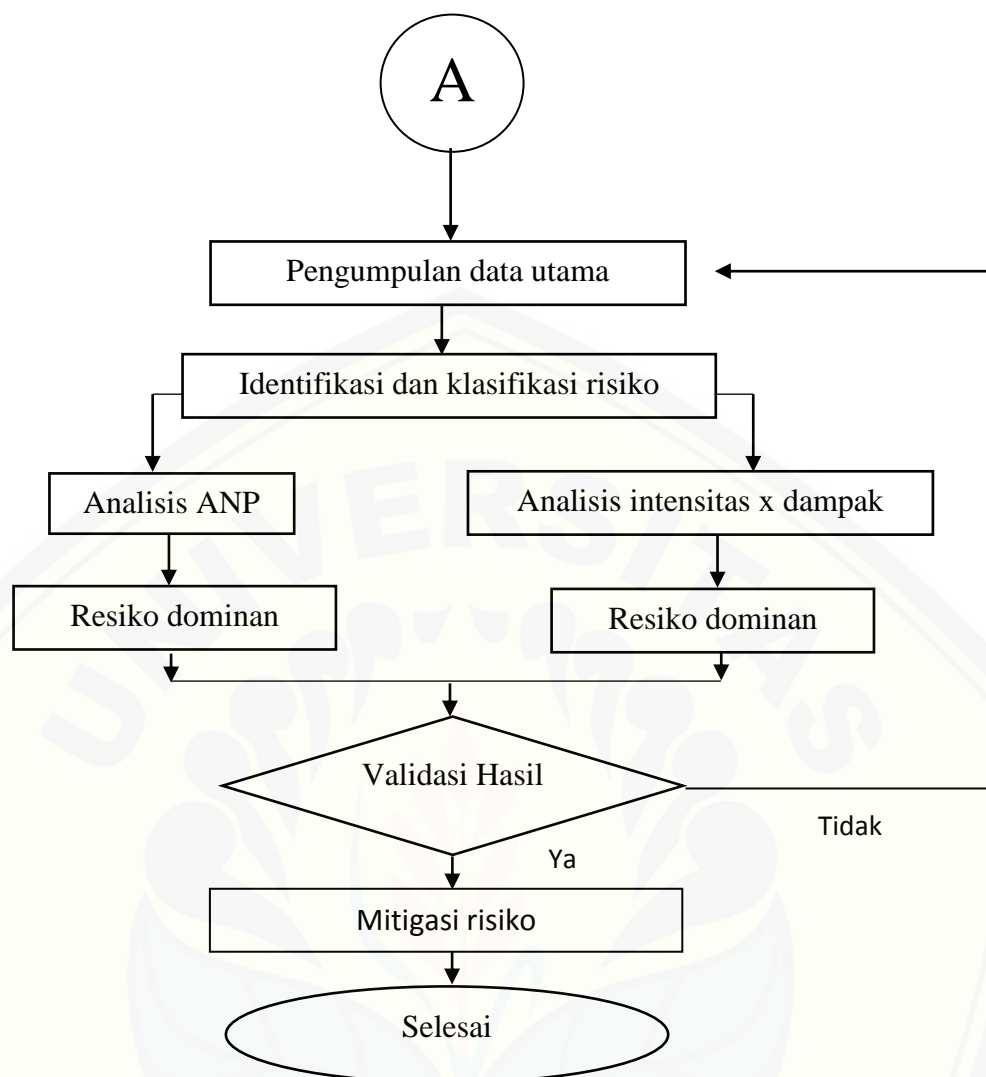 A
Pengumpulan data utama
Identifikasi dan klasifikasi risiko
Analisis ANP
Analisis intensitas x dampak
Resiko dominan
Resiko dominan
Validasi Hasil
Tidak
Ya
Mitigasi risiko
Selesai
UNIVERSITAS